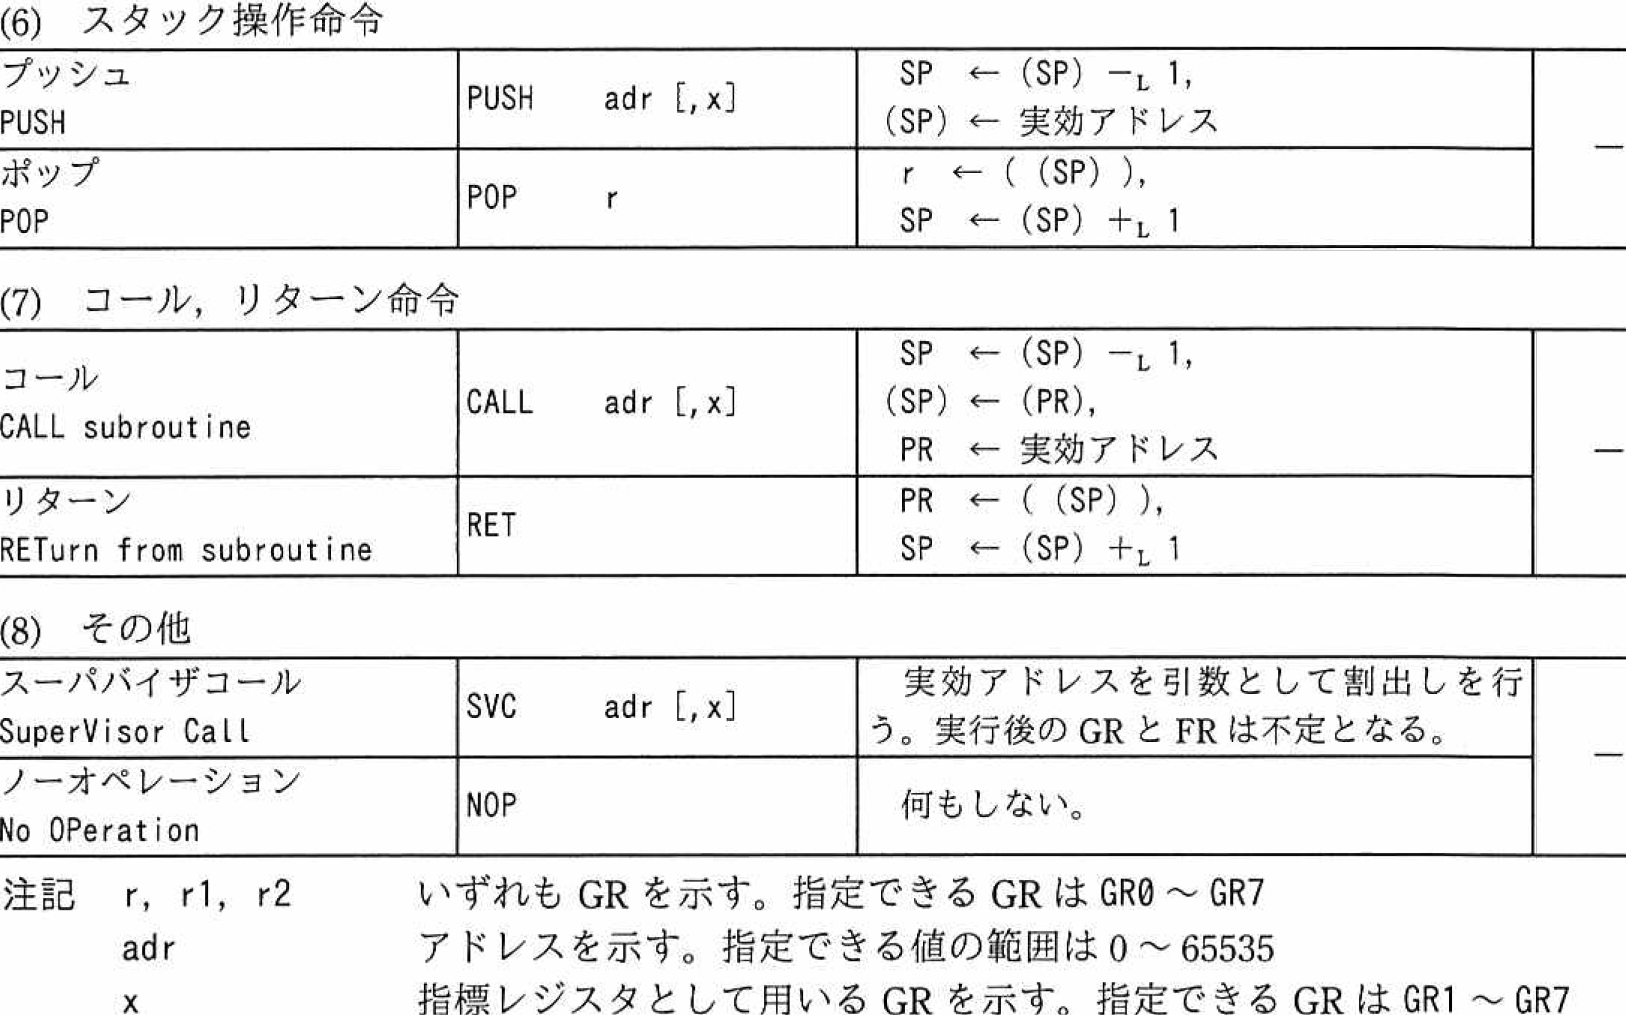 (6) スタック操作命令
プッシュ
PUSH
PUSH adr [,x]
SP ← (SP) −L 1,
(SP) ← 実効アドレス
—
ポップ
POP
POP r
r ← ( (SP) ),
SP ← (SP) +L 1
(7) コール，リターン命令
コール
CALL subroutine
CALL adr [,x]
SP ← (SP) −L 1,
(SP) ← (PR),
PR ← 実効アドレス
—
リターン
RETurn from subroutine
RET
PR ← ( (SP) ),
SP ← (SP) +L 1
(8) その他
スーパバイザコール
SuperVisor Call
SVC adr [,x]
実効アドレスを引数として割出しを行
う。実行後の GR と FR は不定となる。
—
ノーオペレーション
No OPeration
NOP
何もしない。
注記 r, r1, r2 いずれも GR を示す。指定できる GR は GR0 ～ GR7
adr アドレスを示す。指定できる値の範囲は 0 ～ 65535
x 指標レジスタとして用いる GR を示す。指定できる GR は GR1 ～ GR7